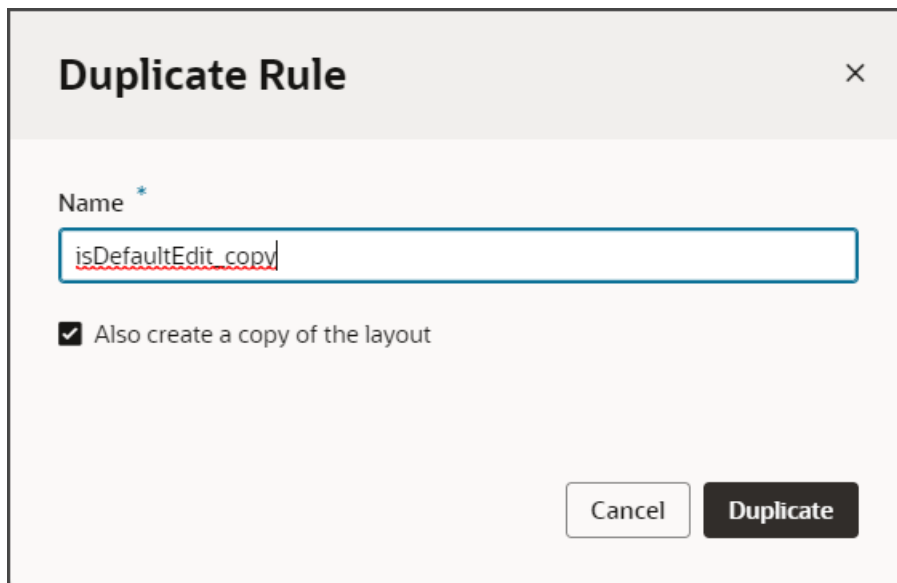 Duplicate Rule
Name *
isDefaultEdit_copy
Also create a copy of the layout
Cancel Duplicate